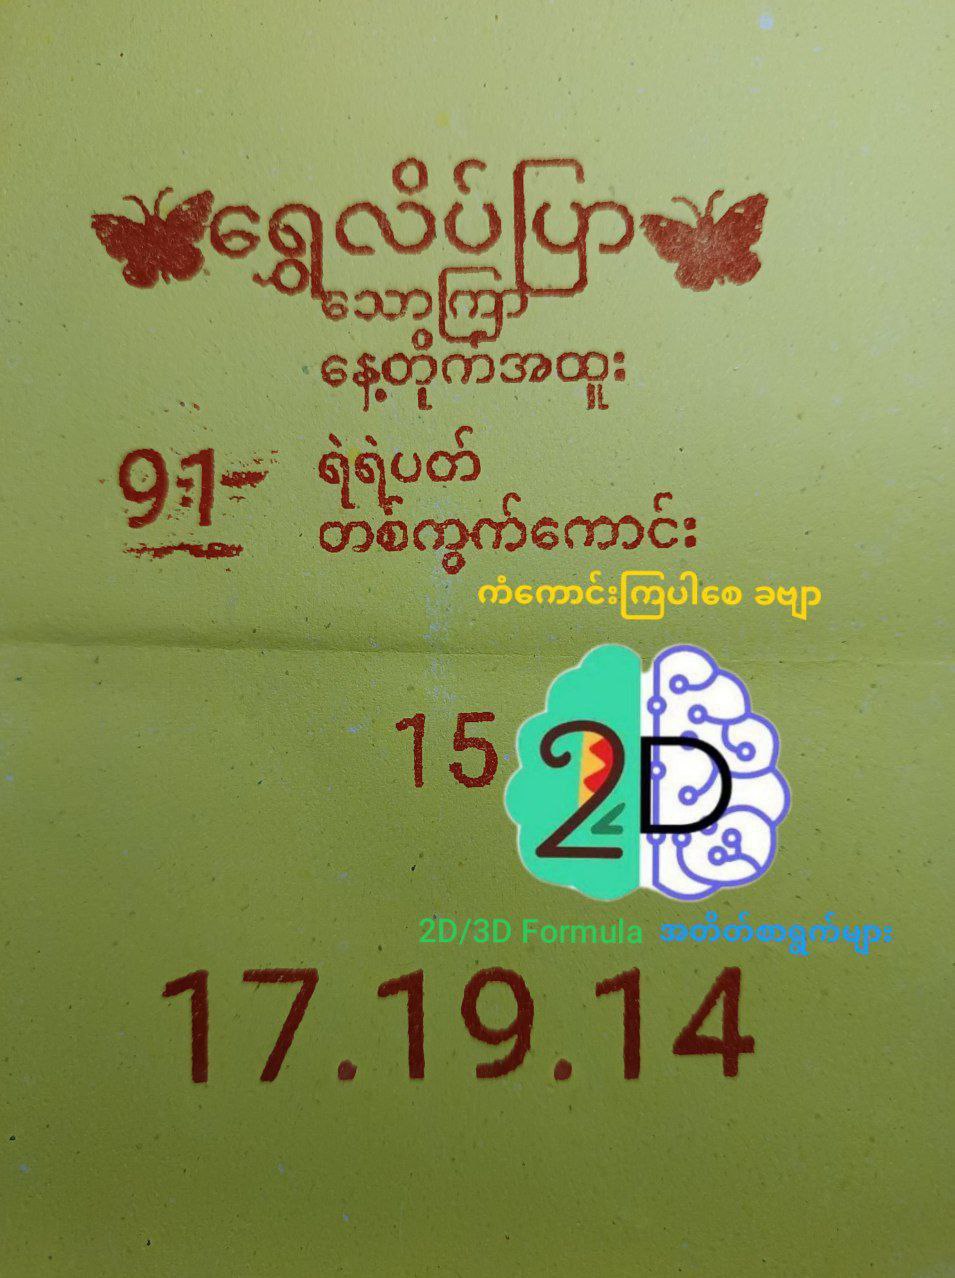 ရွှေလိပ်ပြာ
သောကြာ
နေ့တိုက်အထူး
91-
ရဲရဲပတ်
တစ်ကွက်ကောင်း
ကံကောင်းကြပါစေ ခဗျာ
15
2D
2D/3D Formula အတိတ်စာရွက်များ
17.19.14